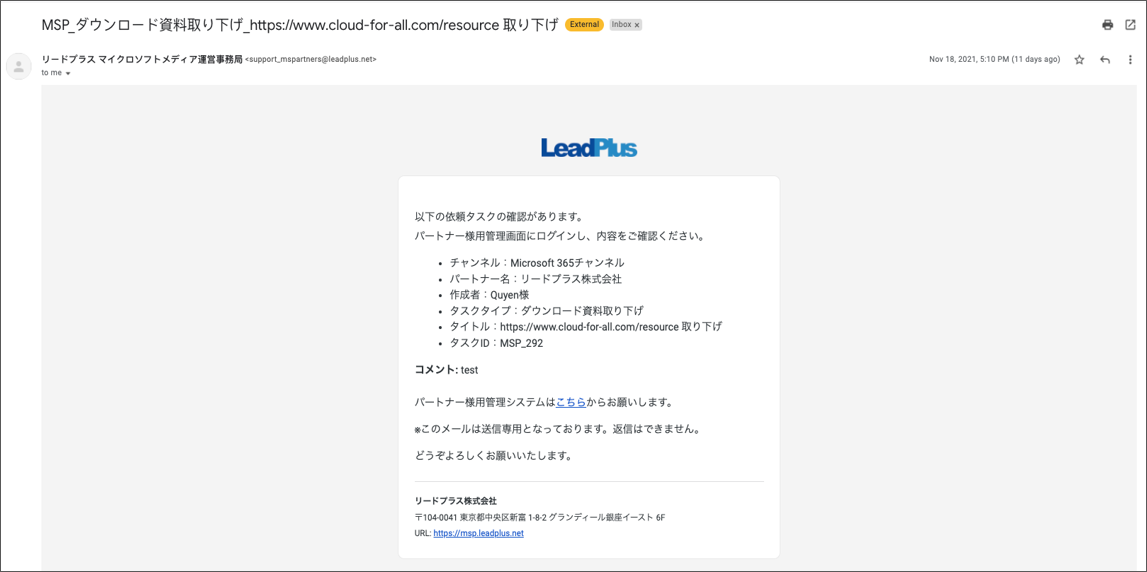 MSP_ダウンロード資料取り下げ_https://www.cloud-for-all.com/resource 取り下げ External Inbox x
リードプラス マイクロソフトメディア運営事務局 <support_mspartners@leadplus.net> Nov 18, 2021, 5:10 PM (11 days ago)
to me
LeadPlus
以下の依頼タスクの確認があります。
パートナー様用管理画面にログインし、内容をご確認ください。
• チャンネル：Microsoft 365チャンネル
• パートナー名：リードプラス株式会社
• 作成者：Quyen様
• タスクタイプ：ダウンロード資料取り下げ
• タイトル：https://www.cloud-for-all.com/resource 取り下げ
• タスクID：MSP_292
コメント: test
パートナー様用管理システムはこちらからお願いします。
※このメールは送信専用となっております。返信はできません。
どうぞよろしくお願いいたします。
リードプラス株式会社
〒104-0041 東京都中央区新富 1-8-2 グランディール銀座イースト 6F
URL: https://msp.leadplus.net